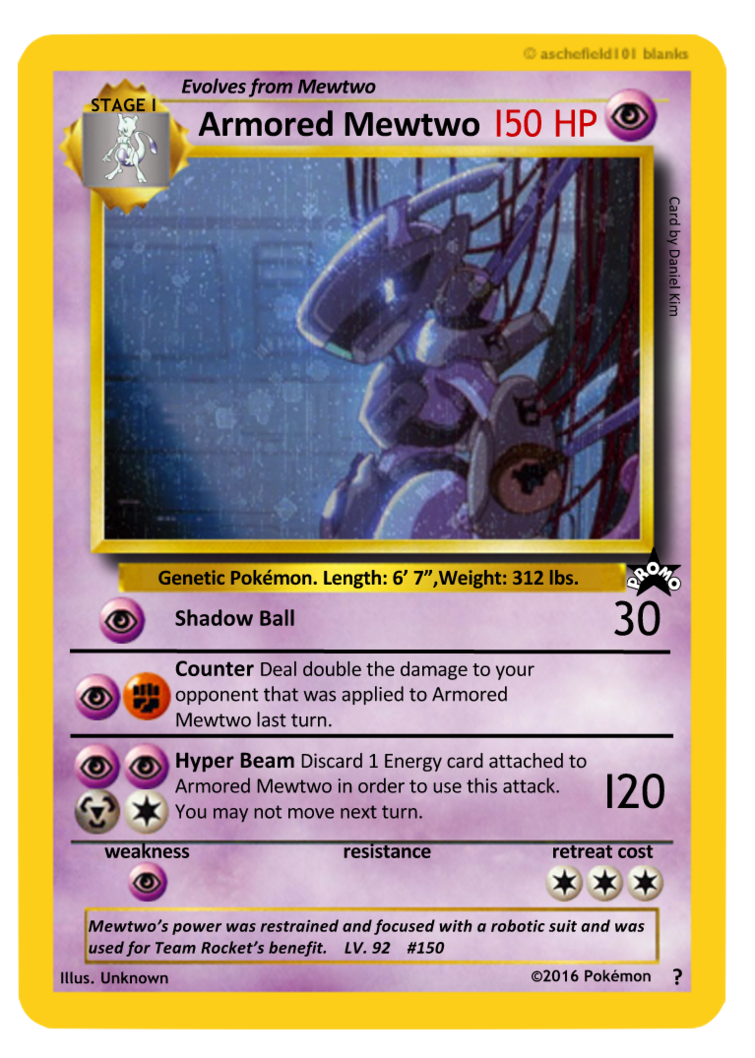 © aschefield101 blanks
Evolves from Mewtwo
STAGE I
Armored Mewtwo 150 HP
Card by Daniel Kim
Genetic Pokémon. Length: 6’ 7”,Weight: 312 lbs.
PROMO
Shadow Ball 30
Counter Deal double the damage to your
opponent that was applied to Armored
Mewtwo last turn.
Hyper Beam Discard 1 Energy card attached to
Armored Mewtwo in order to use this attack.
You may not move next turn.
120
weakness resistance retreat cost
Mewtwo’s power was restrained and focused with a robotic suit and was
used for Team Rocket’s benefit. LV. 92 #150
Illus. Unknown ©2016 Pokémon ?